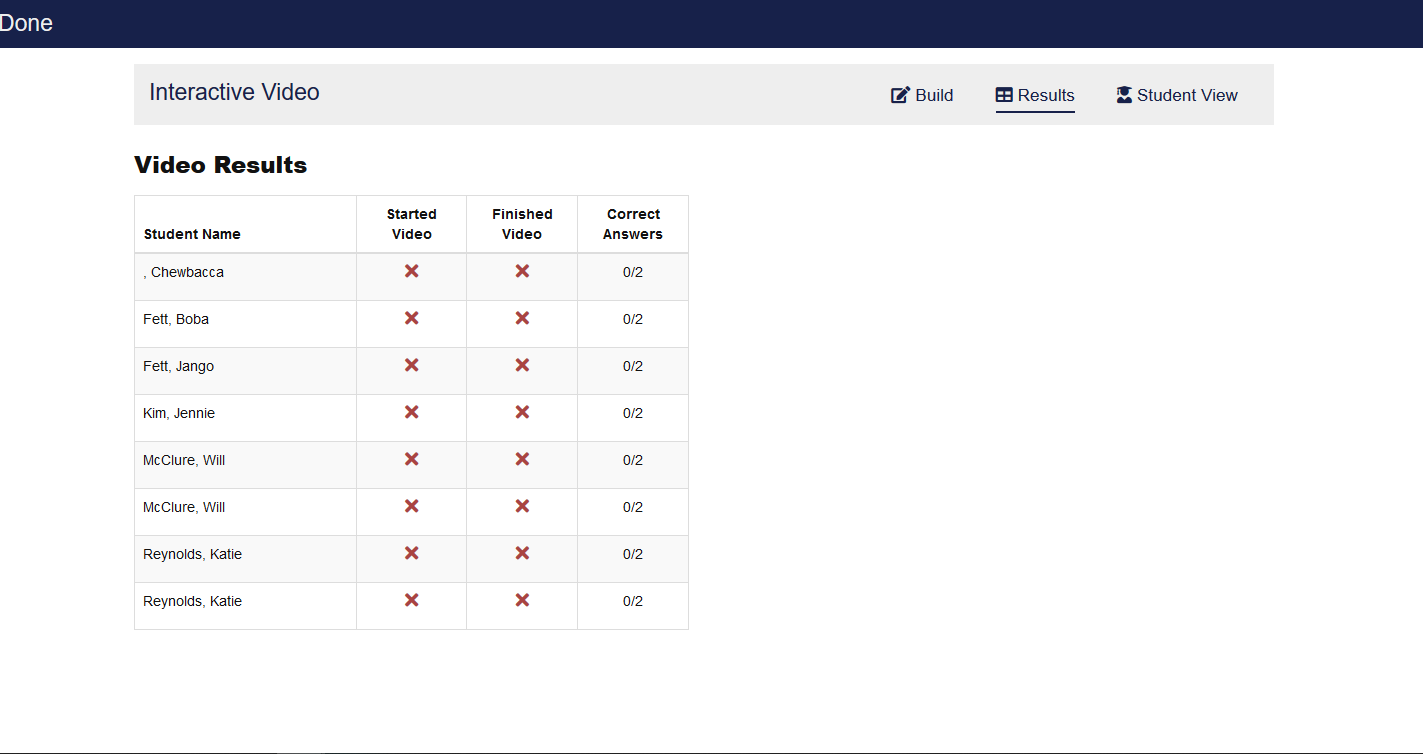 Done
Interactive Video
Build
Results
Student View
Video Results
Student Name
Started Video
Finished Video
Correct Answers
, Chewbacca 0/2
Fett, Boba 0/2
Fett, Jango 0/2
Kim, Jennie 0/2
McClure, Will 0/2
McClure, Will 0/2
Reynolds, Katie 0/2
Reynolds, Katie 0/2